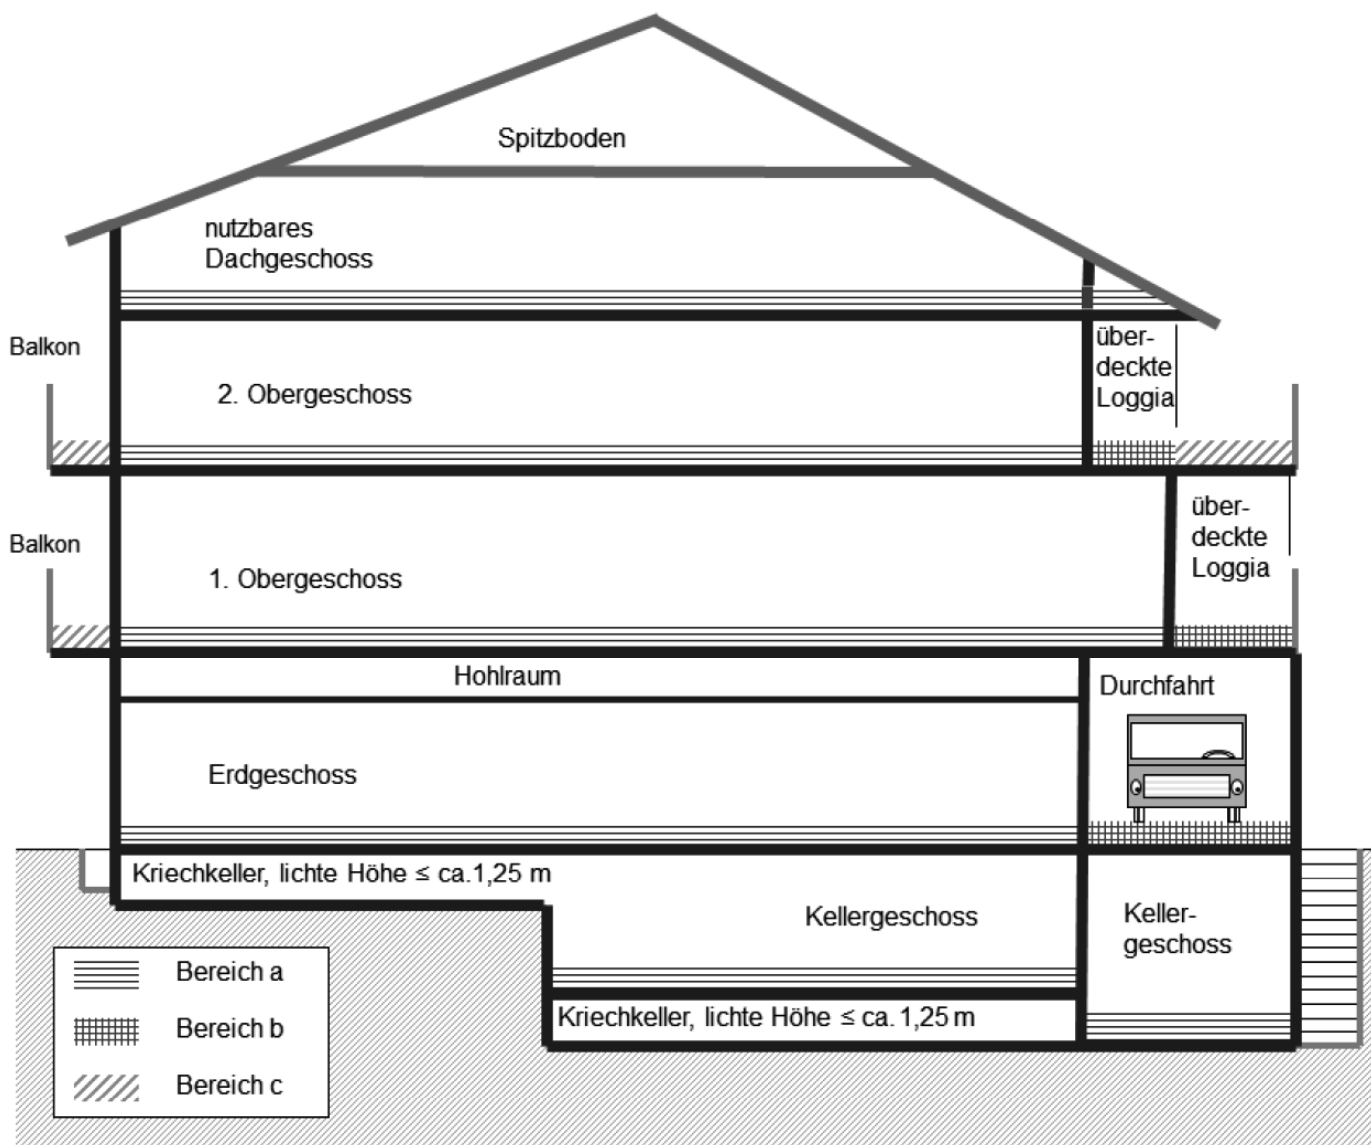 Spitzboden
nutzbares
Dachgeschoss
Balkon
2. Obergeschoss
über-
deckte
Loggia
Balkon
1. Obergeschoss
über-
deckte
Loggia
Hohlraum
Durchfahrt
Erdgeschoss
Kriechkeller, lichte Höhe ≤ ca.1,25 m
Kellergeschoss
Keller-
geschoss
Kriechkeller, lichte Höhe ≤ ca. 1,25 m
Bereich a
Bereich b
Bereich c